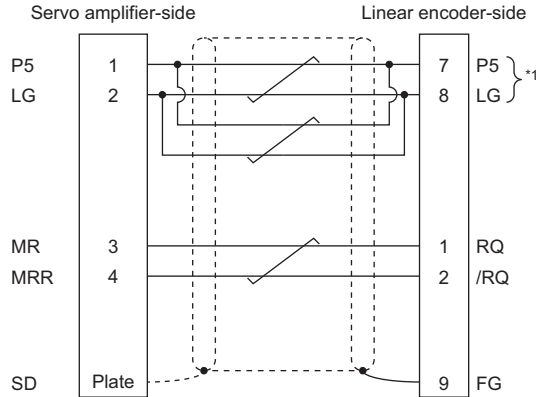 Servo amplifier-side Linear encoder-side
P5 1 7 P5 *1
LG 2 8 LG
MR 3 1 RQ
MRR 4 2 /RQ
SD Plate 9 FG